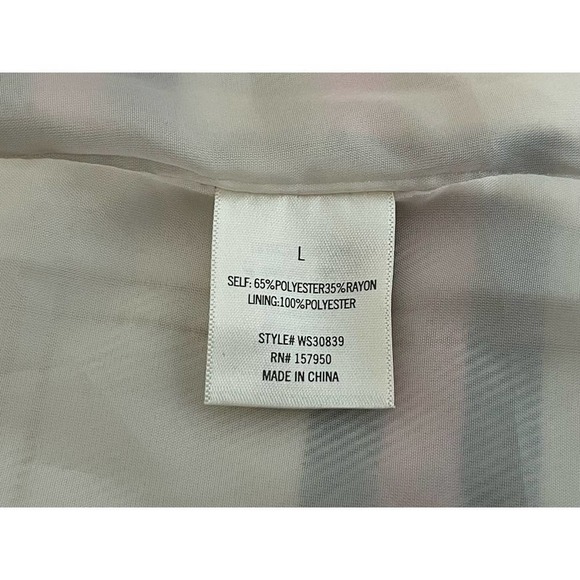 L
SELF: 65%POLYESTER35%RAYON
LINING:100%POLYESTER
STYLE# WS30839
RN# 157950
MADE IN CHINA